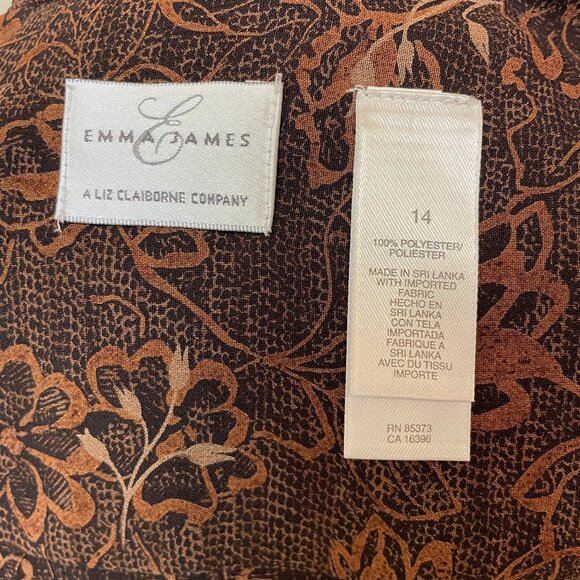 E
EMMA JAMES
A LIZ CLAIBORNE COMPANY
14
100% POLYESTER/
POLIESTER
MADE IN SRI LANKA
WITH IMPORTED
FABRIC
HECHO EN
SRI LANKA
CON TELA
IMPORTADA
FABRIQUE A
SRI LANKA
AVEC DU TISSU
IMPORTE
RN 85373
CA 16396